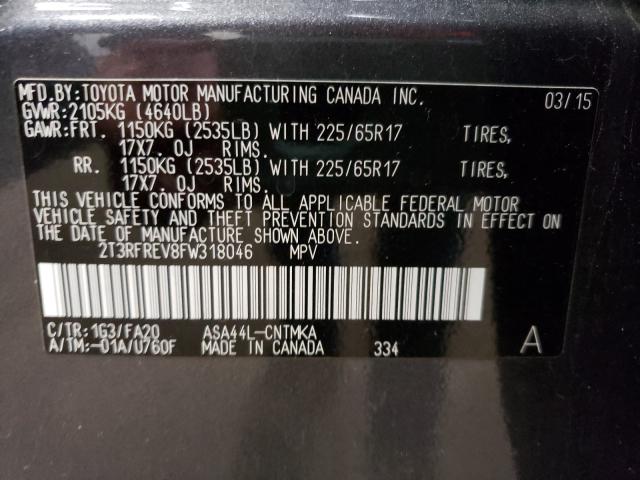 MFD.BY:TOYOTA MOTOR MANUFACTURING CANADA INC. 03/15
GVWR:2105KG (4640LB)
GAWR:FRT. 1150KG (2535LB) WITH 225/65R17 TIRES,
17X7.0J RIMS.
RR. 1150KG (2535LB) WITH 225/65R17 TIRES,
17X7.0J RIMS.
THIS VEHICLE CONFORMS TO ALL APPLICABLE FEDERAL MOTOR
VEHICLE SAFETY AND THEFT PREVENTION STANDARDS IN EFFECT ON
THE DATE OF MANUFACTURE SHOWN ABOVE.
2T3RFREV8FW318046 MPV
C/TR:1G3/FA20 ASA44L-CNTMKA
A/TM:-01A/U760F MADE IN CANADA 334 A